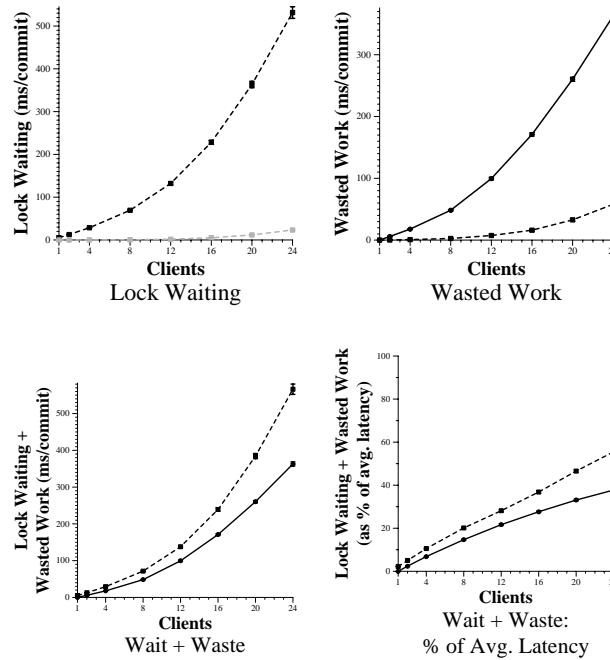 Lock Waiting (ms/commit)
500
400
300
200
100
0
1 4 8 12 16 20 24
Clients
Lock Waiting
Wasted Work (ms/commit)
300
200
100
0
1 4 8 12 16 20 2
Clients
Wasted Work
Lock Waiting +
Wasted Work (ms/commit)
500
400
300
200
100
0
1 4 8 12 16 20 24
Clients
Wait + Waste
Lock Waiting + Wasted Work
(as % of avg. latency)
100
80
60
40
20
0
1 4 8 12 16 20 24
Clients
Wait + Waste:
% of Avg. Latency